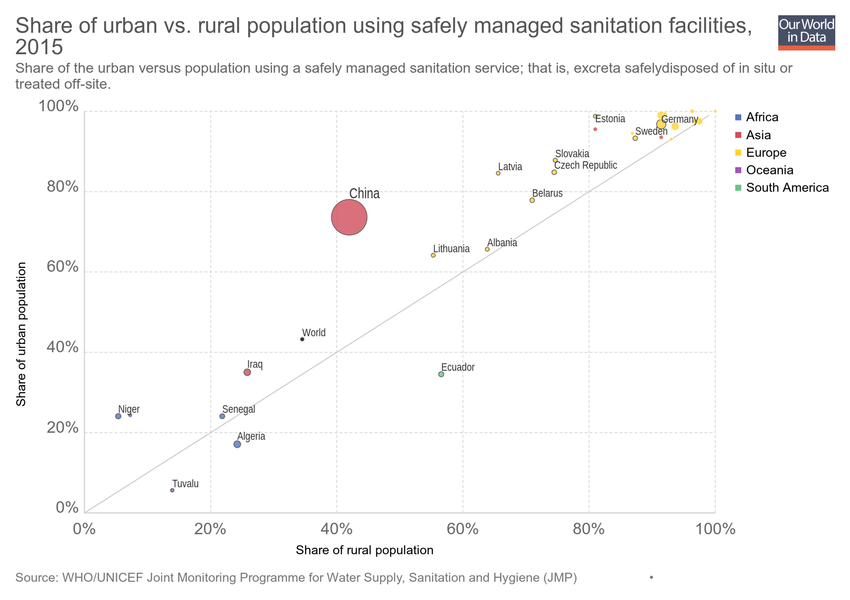 Share of urban vs. rural population using safely managed sanitation facilities,
2015
Our World
in Data
Share of the urban versus population using a safely managed sanitation service; that is, excreta safelydisposed of in situ or
treated off-site.
100%
80%
60%
40%
20%
0%
Share of urban population
Estonia
Germany
Sweden
Slovakia
Czech Republic
Latvia
China
Belarus
Albania
Lithuania
World
Iraq
Ecuador
Niger
Senegal
Algeria
Tuvalu
Africa
Asia
Europe
Oceania
South America
0%
20%
40%
60%
80%
100%
Share of rural population
Source: WHO/UNICEF Joint Monitoring Programme for Water Supply, Sanitation and Hygiene (JMP)